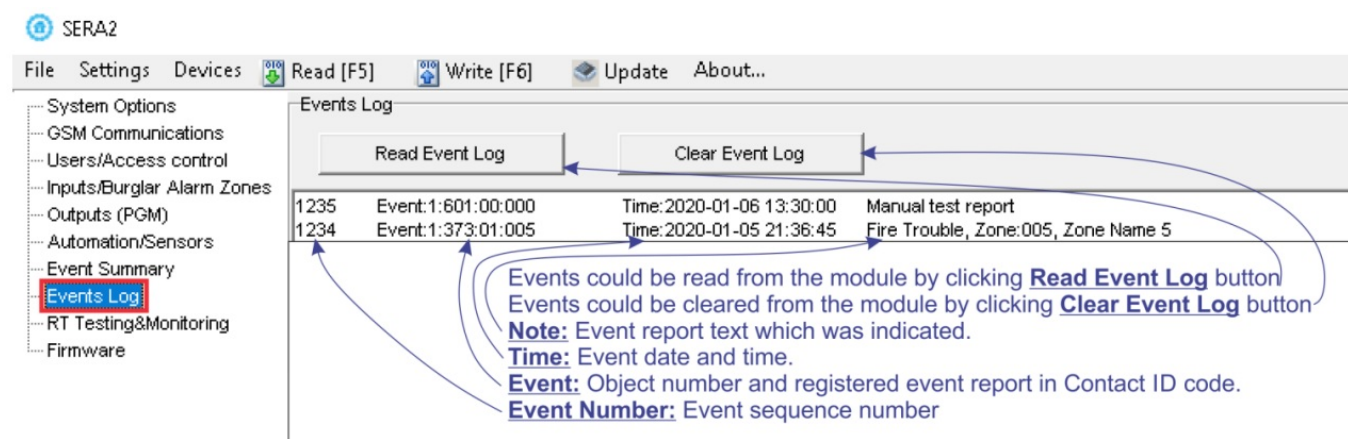 SERA2
File Settings Devices Read [F5] Write [F6] Update About...
System Options
GSM Communications
Users/Access control
Inputs/Burglar Alarm Zones
Outputs (PGM)
Automation/Sensors
Event Summary
Events Log
RT Testing&Monitoring
Firmware
Events Log
Read Event Log Clear Event Log
1235 Event:1:601:00:000 Time:2020-01-06 13:30:00 Manual test report
1234 Event:1:373:01:005 Time:2020-01-05 21:36:45 Fire Trouble, Zone:005, Zone Name 5
Events could be read from the module by clicking Read Event Log button
Events could be cleared from the module by clicking Clear Event Log button
Note: Event report text which was indicated.
Time: Event date and time.
Event: Object number and registered event report in Contact ID code.
Event Number: Event sequence number